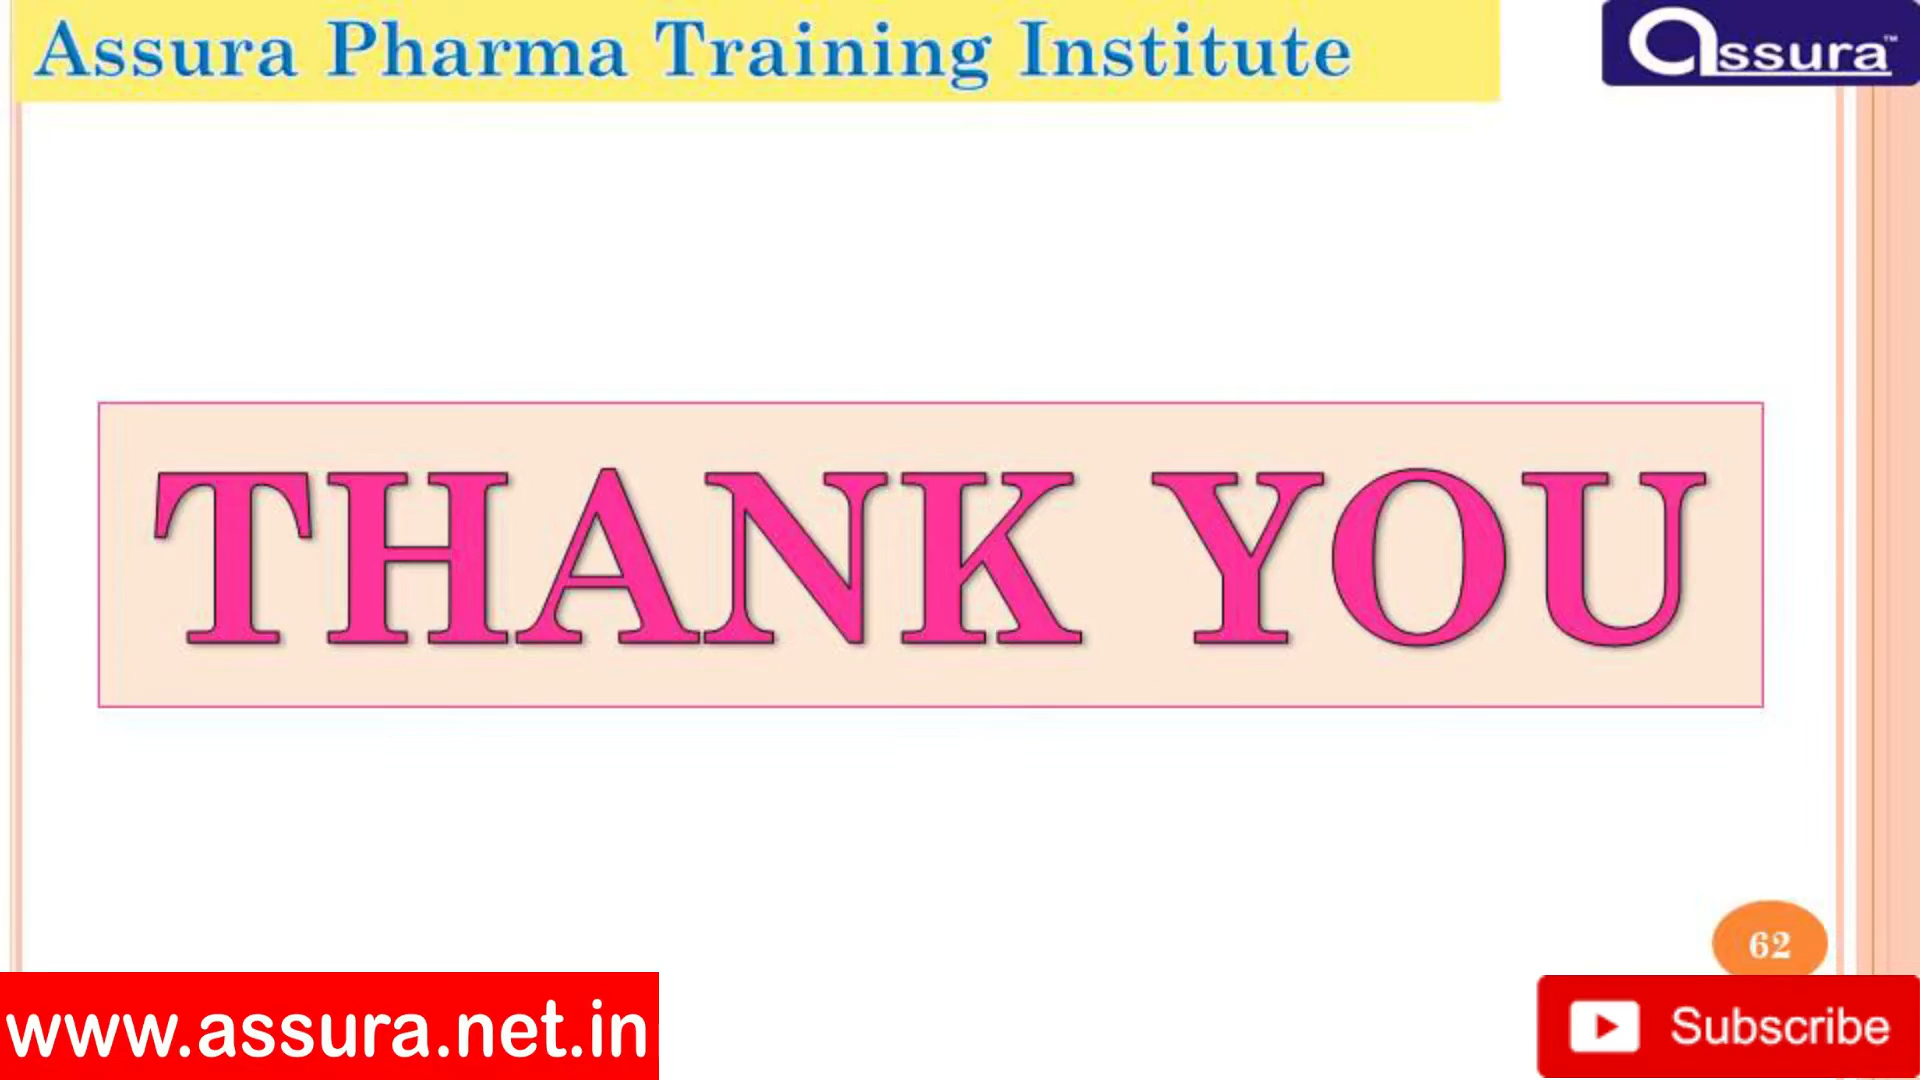 Assura Pharma Training Institute
assura™
THANK YOU
62
www.assura.net.in
Subscribe